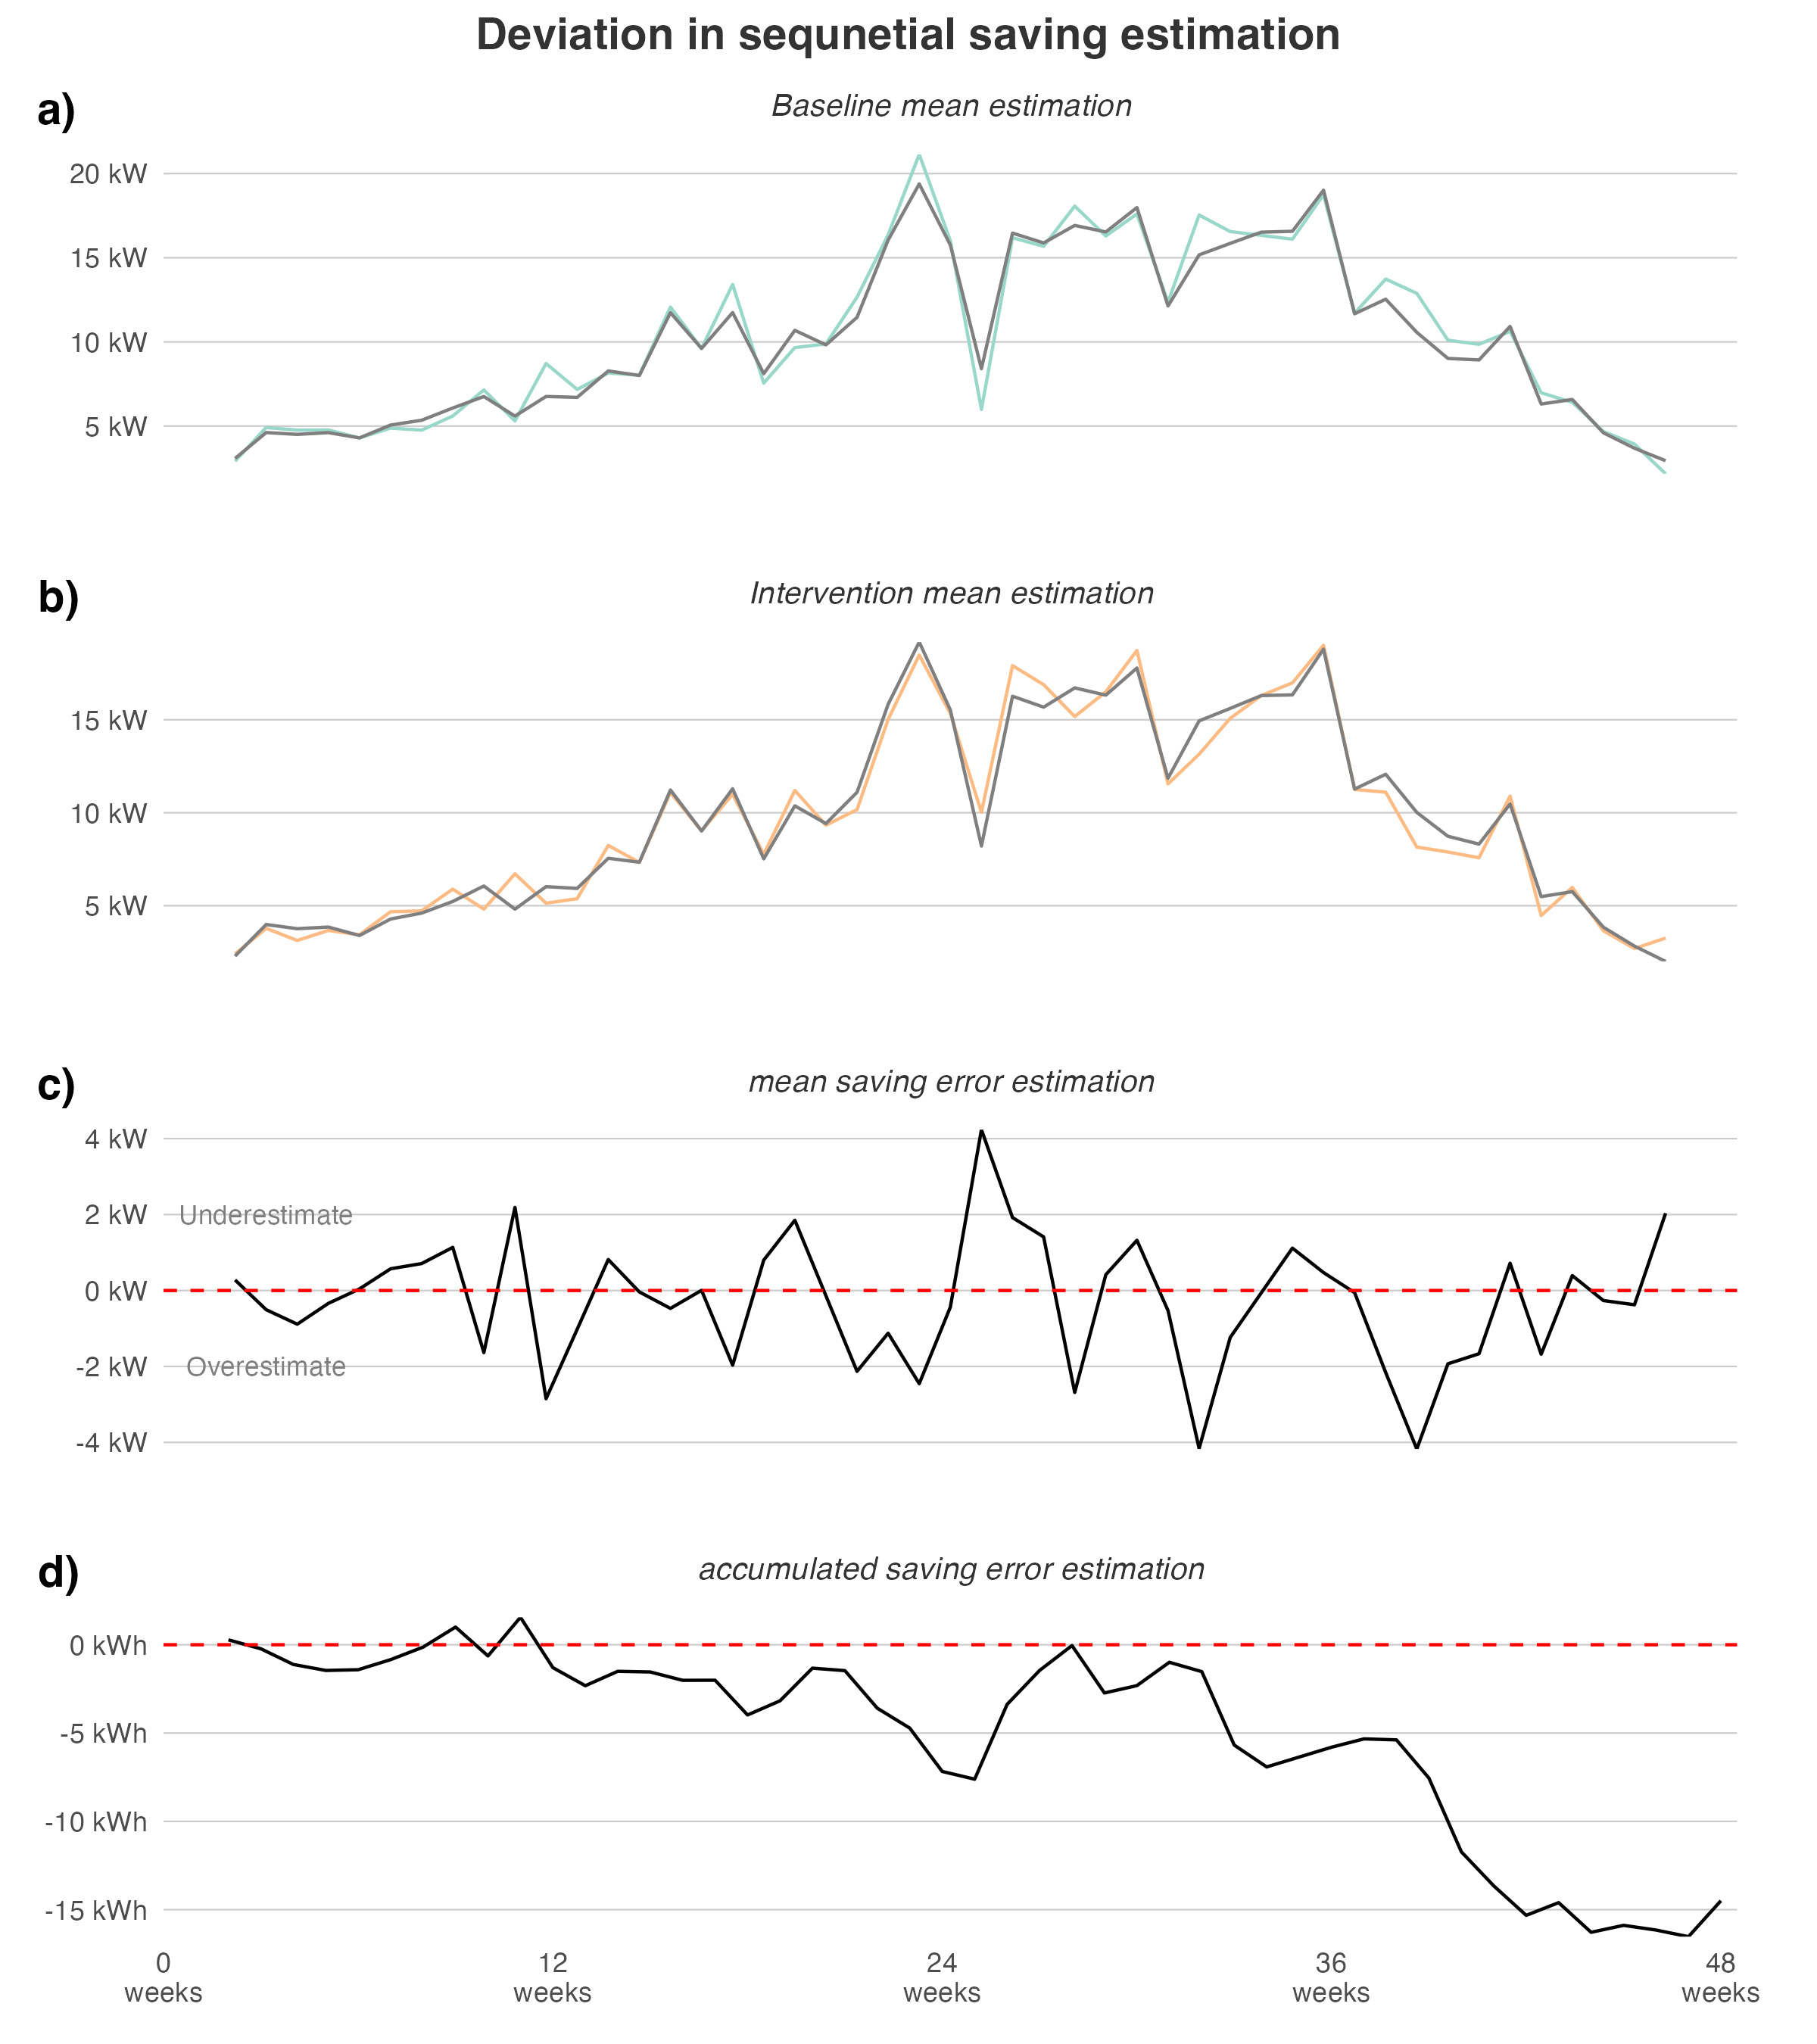 Deviation in sequnetial saving estimation
a)
Baseline mean estimation
20 kW
15 kW
10 kW
5 kW
b)
Intervention mean estimation
15 kW
10 kW
5 kW
c)
mean saving error estimation
4 kW
2 kW
Underestimate
0 kW
-2 kW
Overestimate
-4 kW
d)
accumulated saving error estimation
0 kWh
-5 kWh
-10 kWh
-15 kWh
0 12 24 36 48
weeks weeks weeks weeks weeks